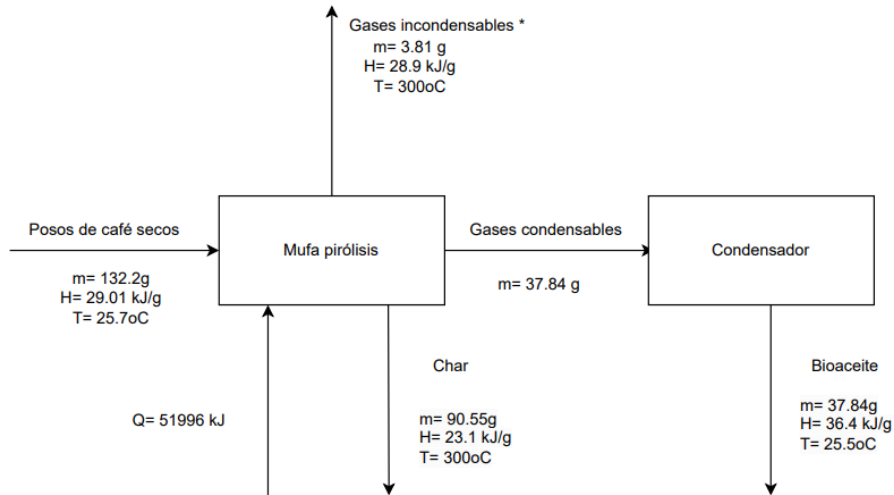 Gases incondensables *
m= 3.81 g
H= 28.9 kJ/g
T= 300oC
Posos de café secos
m= 132.2g
H= 29.01 kJ/g
T= 25.7oC
Mufa pirólisis
Gases condensables
m= 37.84 g
Condensador
Q= 51996 kJ
Char
m= 90.55g
H= 23.1 kJ/g
T= 300oC
Bioaceite
m= 37.84g
H= 36.4 kJ/g
T= 25.5oC